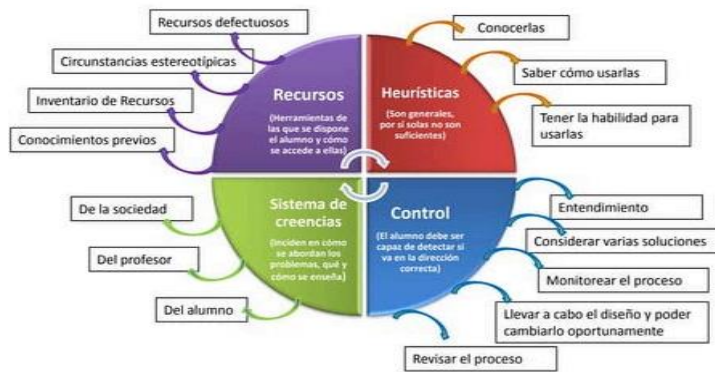 Recursos defectuosos
Circunstancias estereotípicas
Inventario de Recursos
Conocimientos previos
Recursos
(Herramientas de
las que se dispone
el alumno y cómo
se accede a ellas)
Heurísticas
(Son generales,
por si solas no son
suficientes)
Conocerlas
Saber cómo usarlas
Tener la habilidad para
usarlas
De la sociedad
Del profesor
Del alumno
Sistema de
creencias
(Inciden en cómo
se abordan los
problemas, qué y
cómo se enseña)
Control
(El alumno debe ser
capaz de detectar si
va en la dirección
correcta)
Entendimiento
Considerar varias soluciones
Monitorear el proceso
Llevar a cabo el diseño y poder
cambiarlo oportunamente
Revisar el proceso